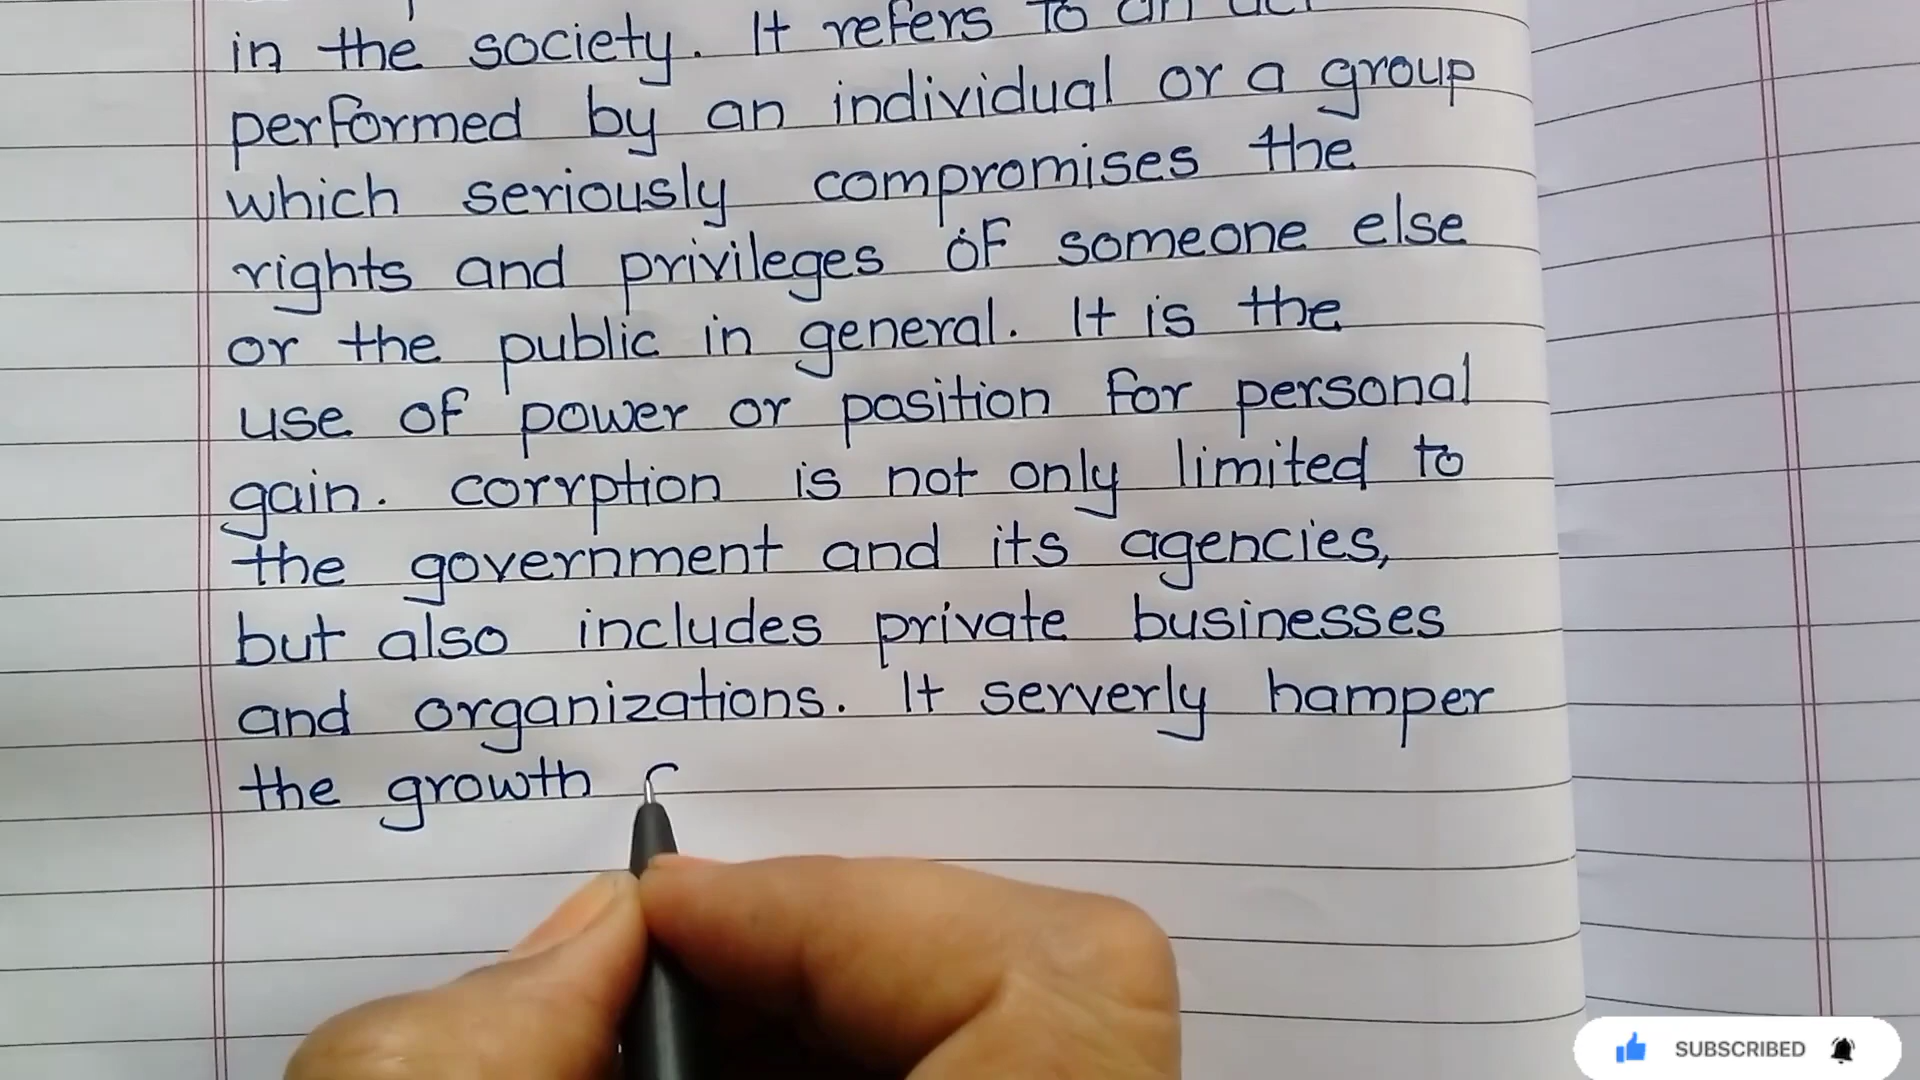 in the society. It refers to an act
performed by an individual or a group
which seriously compromises the
rights and privileges of someone else
or the public in general. It is the
use of power or position for personal
gain. corrption is not only limited to
the government and its agencies,
but also includes private businesses
and organizations. It serverly hamper
the growth
SUBSCRIBED